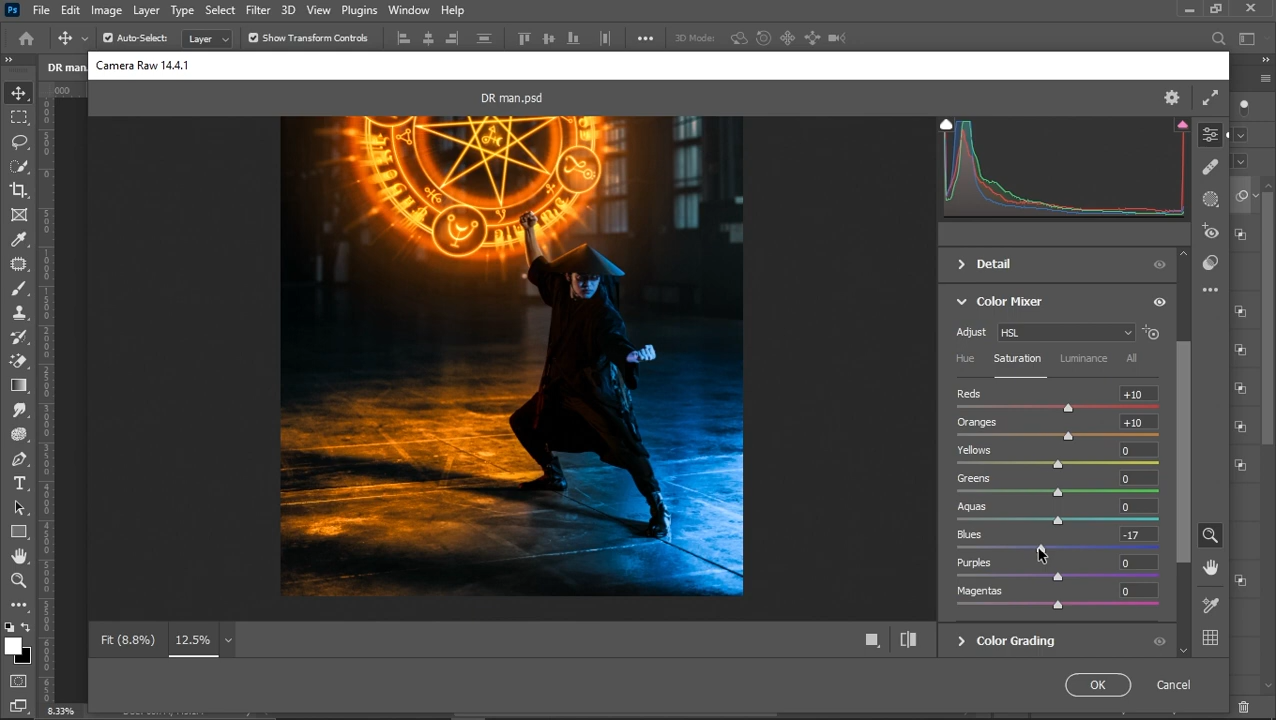 Ps File Edit Image Layer Type Select Filter 3D View Plugins Window Help
Auto-Select: Layer Show Transform Controls 3D Mode:
DR man.
Camera Raw 14.4.1
DR man.psd
Detail
Color Mixer
Adjust HSL
Hue Saturation Luminance All
Reds +10
Oranges +10
Yellows 0
Greens 0
Aquas 0
Blues -17
Purples 0
Magentas 0
Color Grading
Fit (8.8%) 12.5%
OK Cancel
8.33%